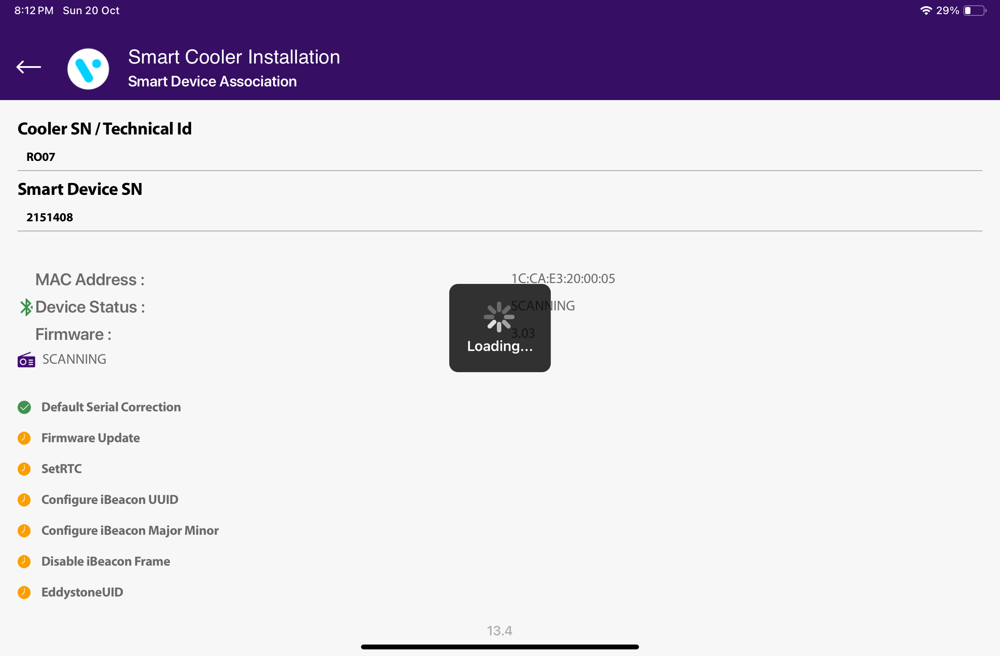 8:12 PM Sun 20 Oct
29%
Smart Cooler Installation
Smart Device Association
Cooler SN / Technical Id
RO07
Smart Device SN
2151408
MAC Address : 1C:CA:E3:20:00:05
Device Status : SCANNING
Firmware : 3.03
Loading...
SCANNING
Default Serial Correction
Firmware Update
SetRTC
Configure iBeacon UUID
Configure iBeacon Major Minor
Disable iBeacon Frame
EddystoneUID
13.4